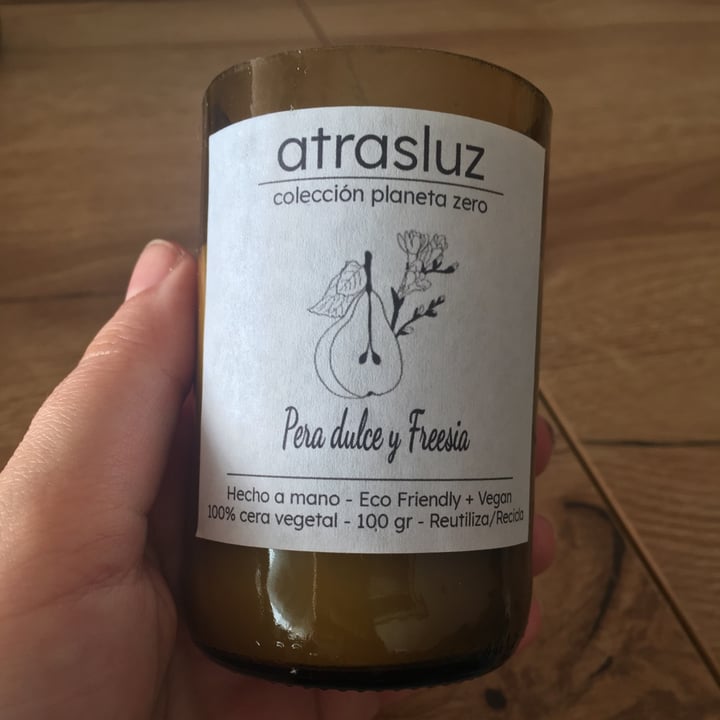 atrasluz
colección planeta zero
Pera dulce y Freesia
Hecho a mano - Eco Friendly + Vegan
100% cera vegetal - 100 gr - Reutiliza/Recicla